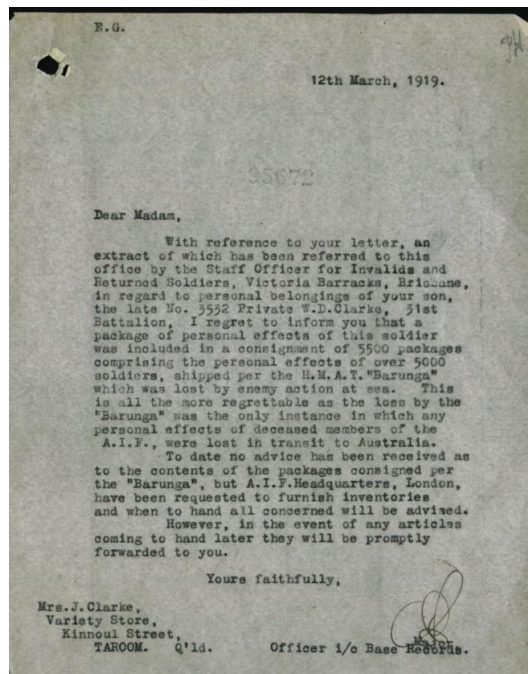 E.G.
12th March, 1919.
95672
Dear Madam,
With reference to your letter, an
extract of which has been referred to this
office by the Staff Officer for Invalids and
Returned Soldiers, Victoria Barracks, Brisbane,
in regard to personal belongings of your son,
the late No. 3532 Private W.D.Clarke, 31st
Battalion, I regret to inform you that a
package of personal effects of this soldier
was included in a consignment of 5500 packages
comprising the personal effects of over 5000
soldiers, shipped per the H.M.A.T. "Barunga"
which was lost by enemy action at sea. This
is all the more regrettable as the loss by the
"Barunga" was the only instance in which any
personal effects of deceased members of the
A.I.F., were lost in transit to Australia.
To date no advice has been received as
to the contents of the packages consigned per
the "Barunga", but A.I.F.Headquarters, London,
have been requested to furnish inventories
and when to hand all concerned will be advised.
However, in the event of any articles
coming to hand later they will be promptly
forwarded to you.
Yours faithfully,
Mrs.J.Clarke,
Variety Store,
Kinnoul Street,
TAROOM. Q'ld.
Major
Officer i/c Base Records.